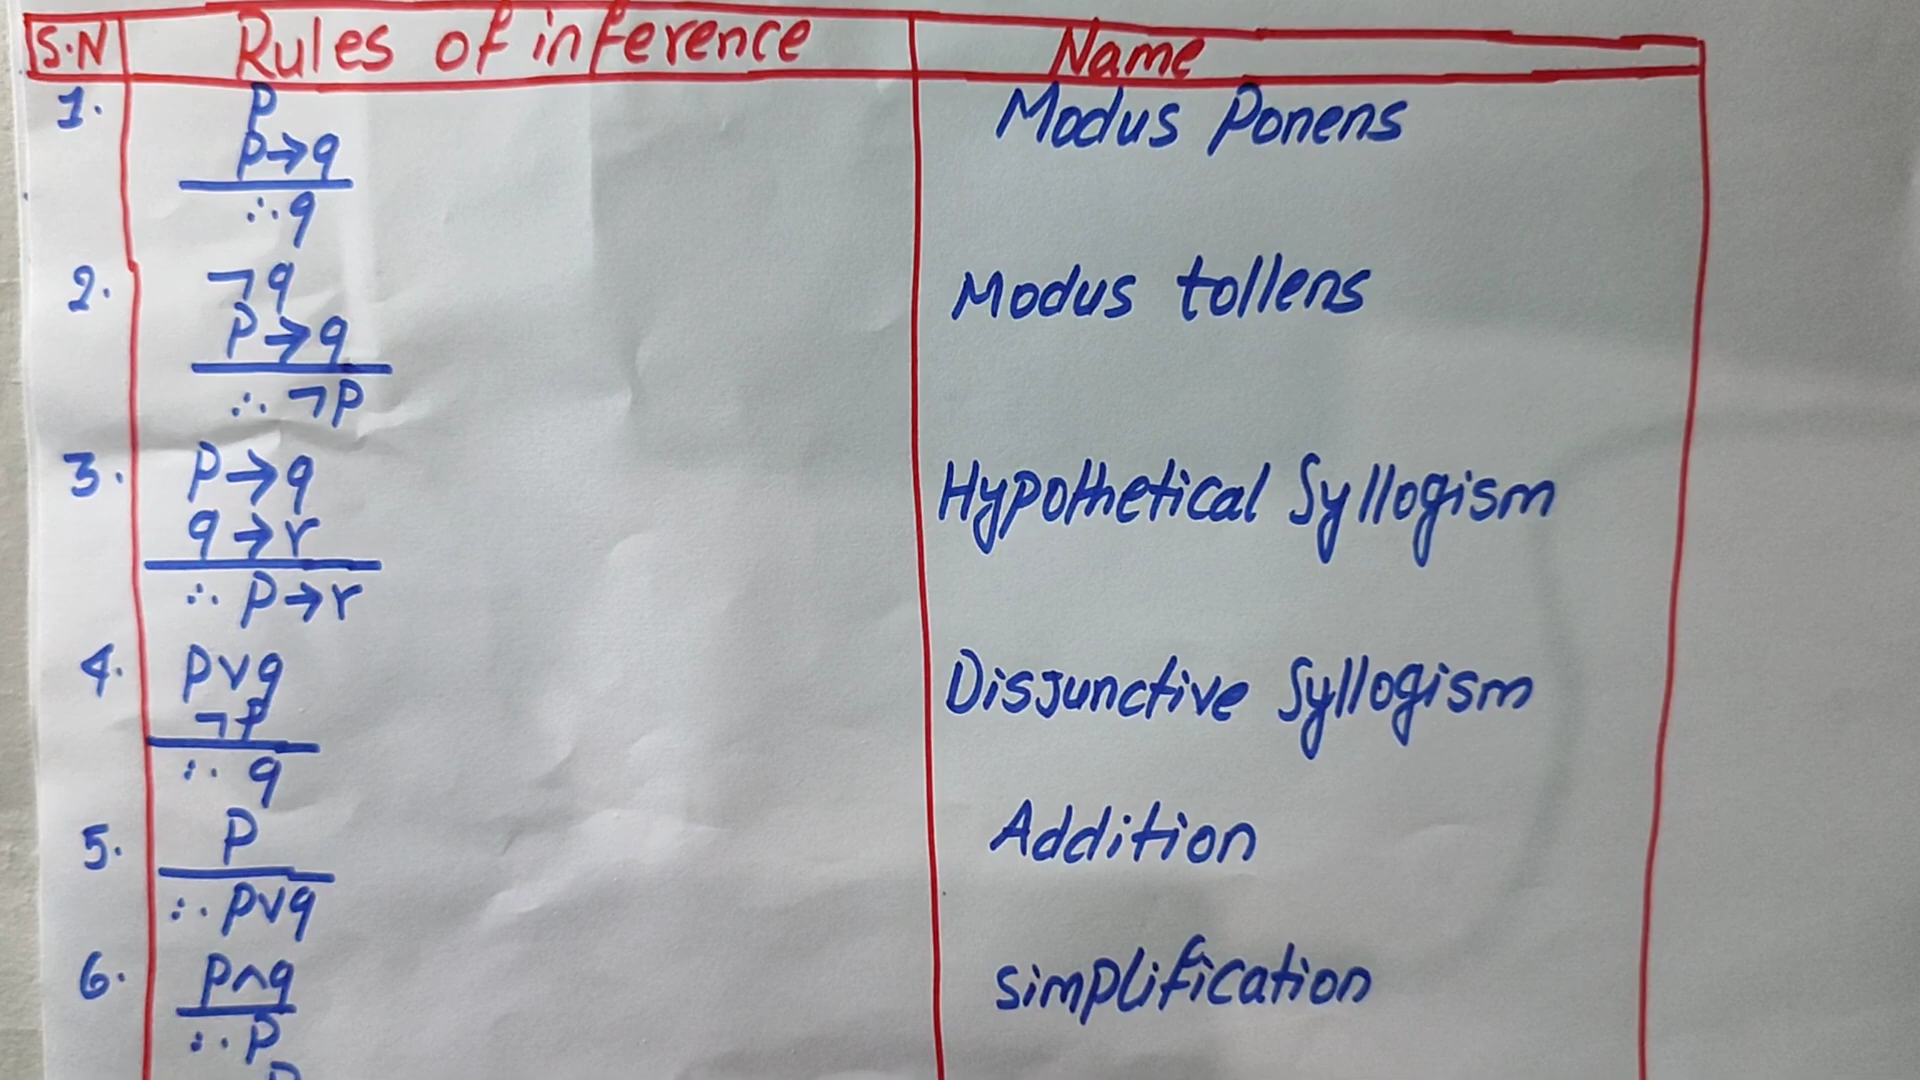 S.N Rules of inference Name
1. P Modus Ponens
P→q
∴ q
2. ¬q Modus tollens
P→q
∴ ¬P
3. P→q Hypothetical Syllogism
q→r
∴ P→r
4. P∨q Disjunctive Syllogism
¬P
∴ q
5. P Addition
∴ P∨q
6. P∧q simplification
∴ P